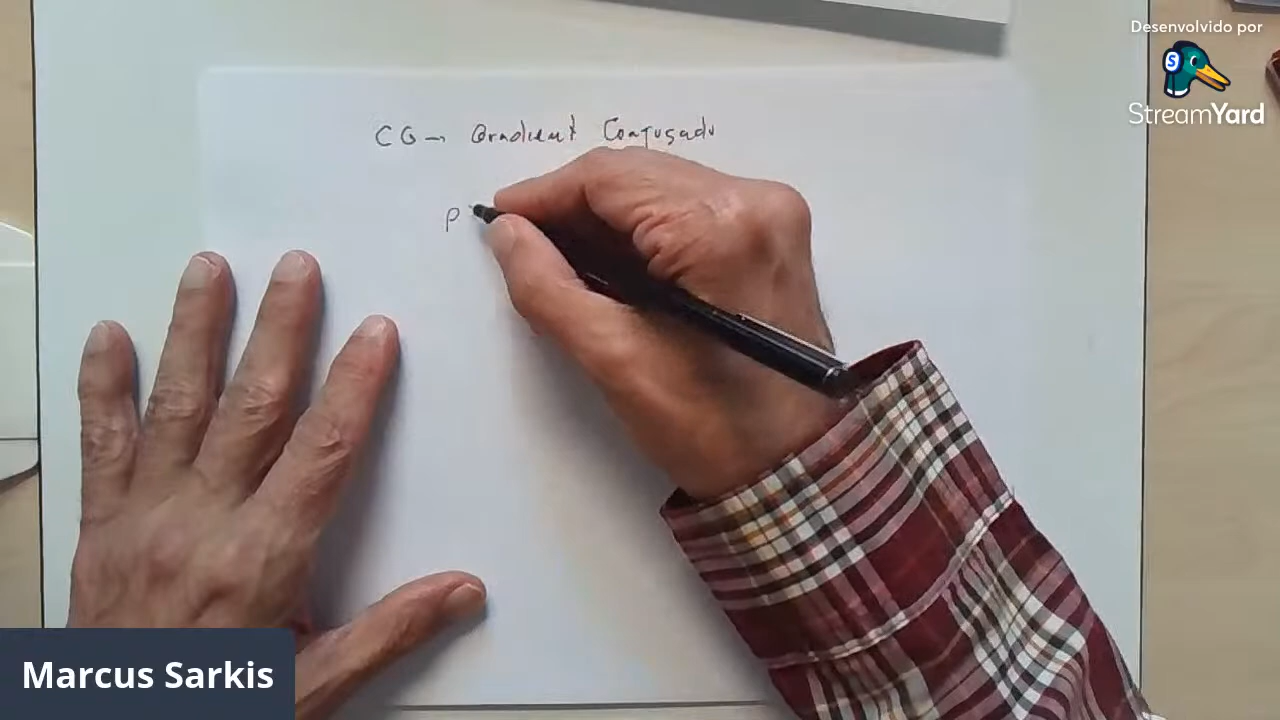 Desenvolvido por
StreamYard
CG → Gradient Conjugado
P
Marcus Sarkis